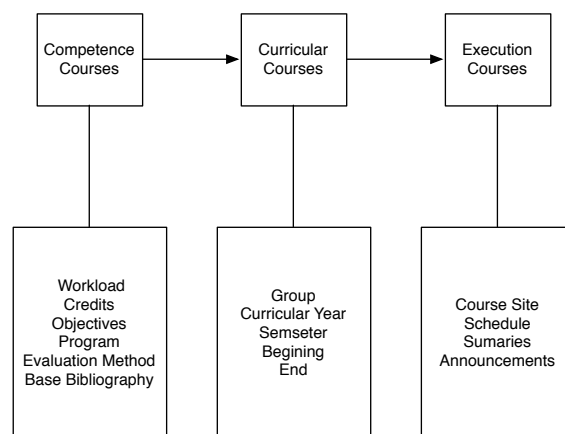 Competence
Courses
Curricular
Courses
Execution
Courses
Workload
Credits
Objectives
Program
Evaluation Method
Base Bibliography
Group
Curricular Year
Semseter
Begining
End
Course Site
Schedule
Sumaries
Announcements